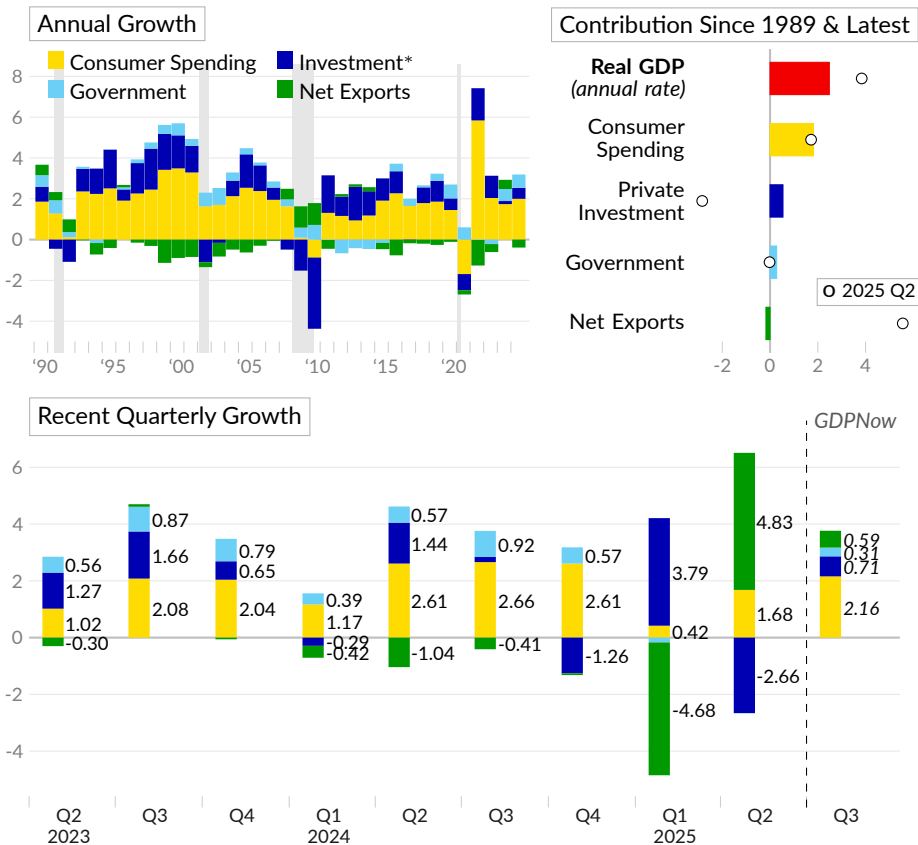 Annual Growth
Consumer Spending
Investment*
Government
Net Exports
8
6
4
2
0
-2
-4
‘90
‘95
‘00
‘05
‘10
‘15
‘20
Contribution Since 1989 & Latest
Real GDP
(annual rate)
Consumer
Spending
Private
Investment
Government
2025 Q2
Net Exports
-2
0
2
4
Recent Quarterly Growth
GDPNow
6
4
2
0
-2
-4
0.56
1.27
1.02
-0.30
0.87
1.66
2.08
0.79
0.65
2.04
0.39
1.17
-0.29
-0.42
0.57
1.44
2.61
-1.04
0.92
2.66
-0.41
0.57
2.61
-1.26
3.79
0.42
-4.68
4.83
1.68
-2.66
0.59
0.31
0.71
2.16
Q2
2023
Q3
Q4
Q1
2024
Q2
Q3
Q4
Q1
2025
Q2
Q3